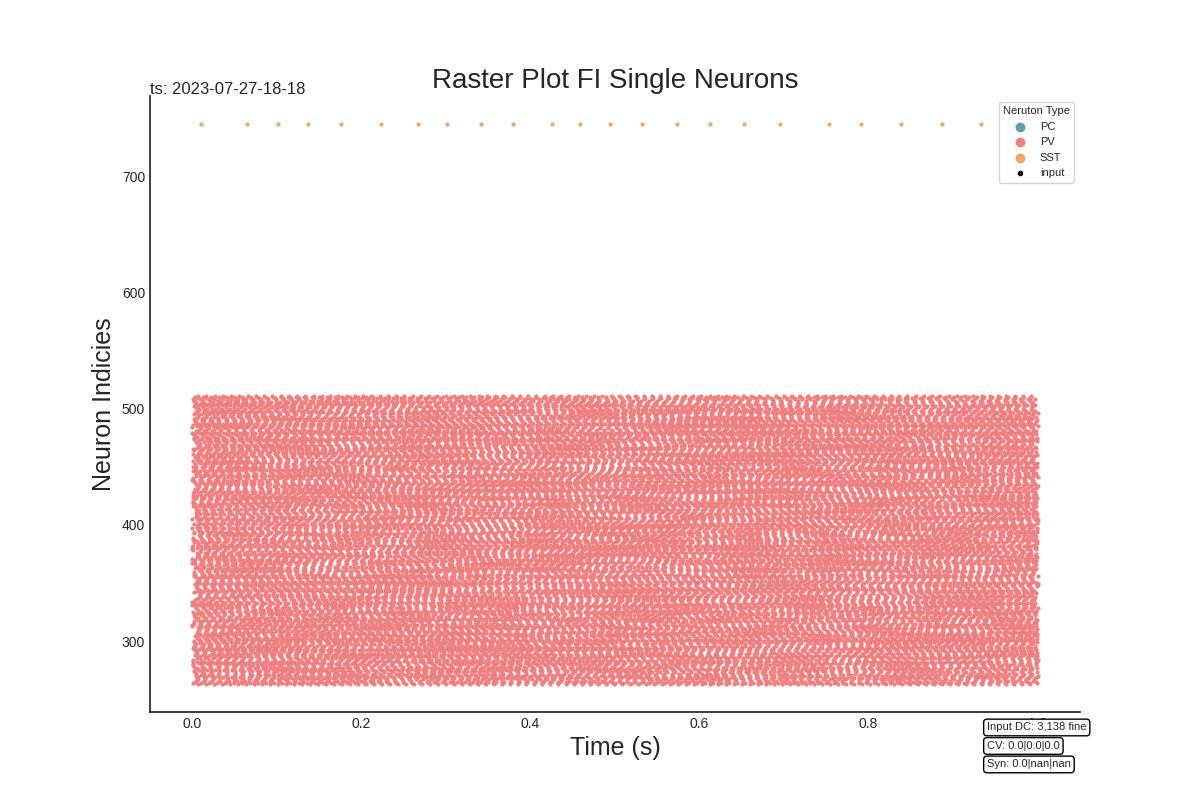 Raster Plot FI Single Neurons
ts: 2023-07-27-18-18
Neruton Type
PC
PV
SST
input
Neuron Indicies
700
600
500
400
300
0.0 0.2 0.4 0.6 0.8
Time (s)
Input DC: 3,138 fine
CV: 0.0|0.0|0.0
Syn: 0.0|nan|nan